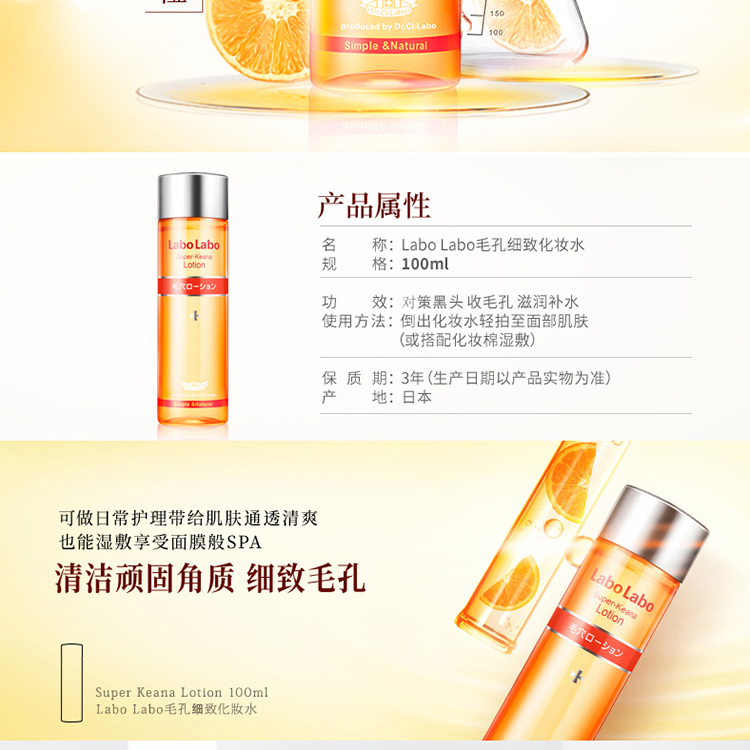 150
100
produced by Dr.Ci:Labo
Simple &Natural
产品属性
名 称：Labo Labo毛孔细致化妆水
规 格：100ml
功 效：对策黑头 收毛孔 滋润补水
使用方法：倒出化妆水轻拍至面部肌肤
（或搭配化妆棉湿敷）
保 质 期：3年（生产日期以产品实物为准）
产 地：日本
Labo Labo
Super-Keana
Lotion
毛穴ローション
Simple &Natural
可做日常护理带给肌肤通透清爽
也能湿敷享受面膜般SPA
清洁顽固角质 细致毛孔
Super Keana Lotion 100ml
Labo Labo毛孔细致化妝水
Labo Labo
Super-Keana
Lotion
毛穴ローション